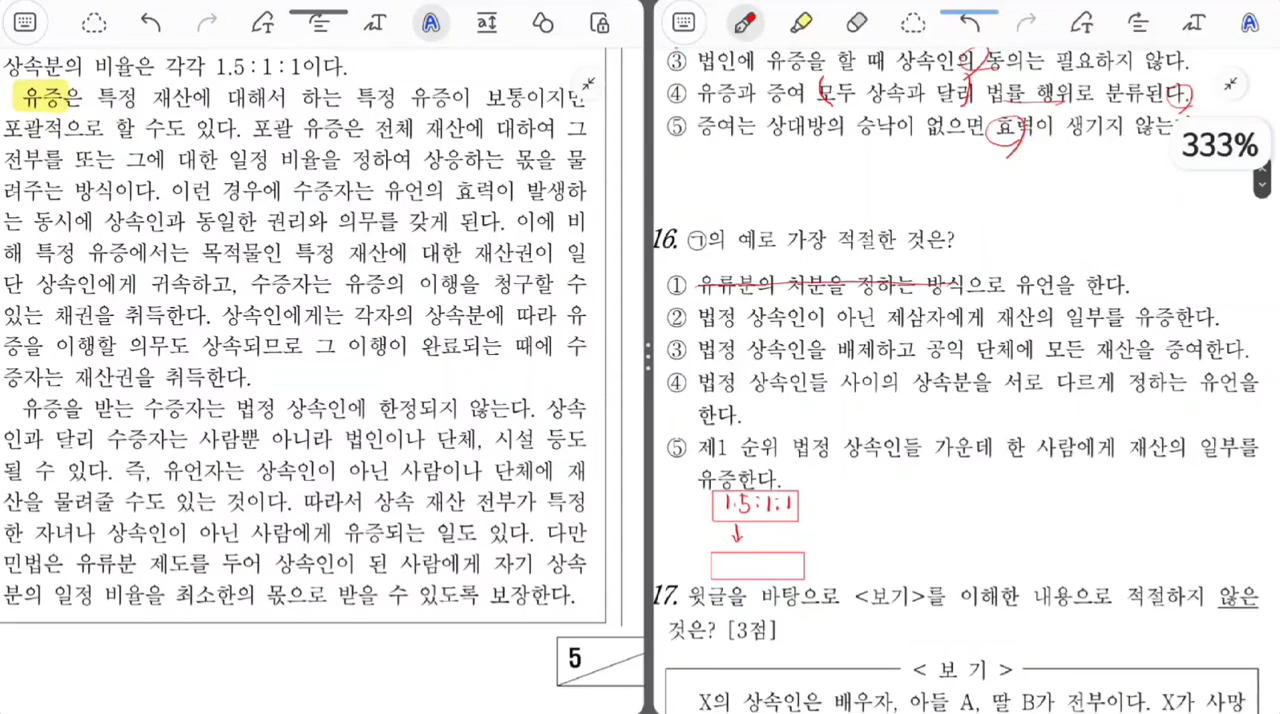 상속분의 비율은 각각 1.5 : 1 : 1이다.
유증은 특정 재산에 대해서 하는 특정 유증이 보통이지만
포괄적으로 할 수도 있다. 포괄 유증은 전체 재산에 대하여 그
전부를 또는 그에 대한 일정 비율을 정하여 상응하는 몫을 물
려주는 방식이다. 이런 경우에 수증자는 유언의 효력이 발생하
는 동시에 상속인과 동일한 권리와 의무를 갖게 된다. 이에 비
해 특정 유증에서는 목적물인 특정 재산에 대한 재산권이 일
단 상속인에게 귀속하고, 수증자는 유증의 이행을 청구할 수
있는 채권을 취득한다. 상속인에게는 각자의 상속분에 따라 유
증을 이행할 의무도 상속되므로 그 이행이 완료되는 때에 수
증자는 재산권을 취득한다.
유증을 받는 수증자는 법정 상속인에 한정되지 않는다. 상속
인과 달리 수증자는 사람뿐 아니라 법인이나 단체, 시설 등도
될 수 있다. 즉, 유언자는 상속인이 아닌 사람이나 단체에 재
산을 물려줄 수도 있는 것이다. 따라서 상속 재산 전부가 특정
한 자녀나 상속인이 아닌 사람에게 유증되는 일도 있다. 다만
민법은 유류분 제도를 두어 상속인이 된 사람에게 자기 상속
분의 일정 비율을 최소한의 몫으로 받을 수 있도록 보장한다.
5
③ 법인에 유증을 할 때 상속인의 동의는 필요하지 않다.
④ 유증과 증여 모두 상속과 달리 법률 행위로 분류된다.
⑤ 증여는 상대방의 승낙이 없으면 효력이 생기지 않는
333%
16. ㉠의 예로 가장 적절한 것은?
① 유류분의 처분을 정하는 방식으로 유언을 한다.
② 법정 상속인이 아닌 제삼자에게 재산의 일부를 유증한다.
③ 법정 상속인을 배제하고 공익 단체에 모든 재산을 증여한다.
④ 법정 상속인들 사이의 상속분을 서로 다르게 정하는 유언을
한다.
⑤ 제1 순위 법정 상속인들 가운데 한 사람에게 재산의 일부를
유증한다.
1.5 : 1 : 1
17. 윗글을 바탕으로 <보기>를 이해한 내용으로 적절하지 않은
것은? [3점]
< 보 기 >
X의 상속인은 배우자, 아들 A, 딸 B가 전부이다. X가 사망